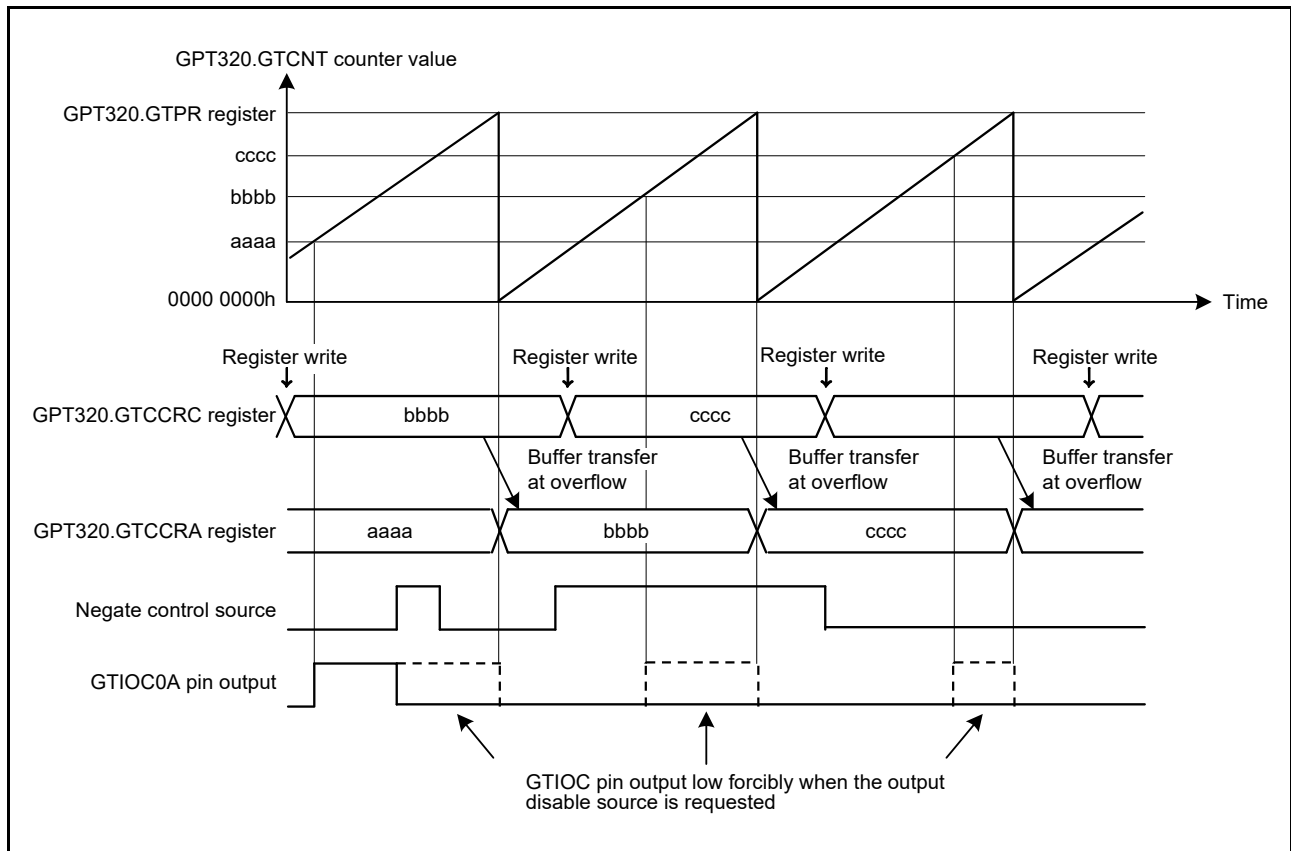 GPT320.GTCNT counter value
GPT320.GTPR register
cccc
bbbb
aaaa
0000 0000h
Time
Register write
Register write
Register write
Register write
GPT320.GTCCRC register
bbbb
cccc
Buffer transfer
at overflow
Buffer transfer
at overflow
Buffer transfer
at overflow
GPT320.GTCCRA register
aaaa
bbbb
cccc
Negate control source
GTIOC0A pin output
GTIOC pin output low forcibly when the output
disable source is requested